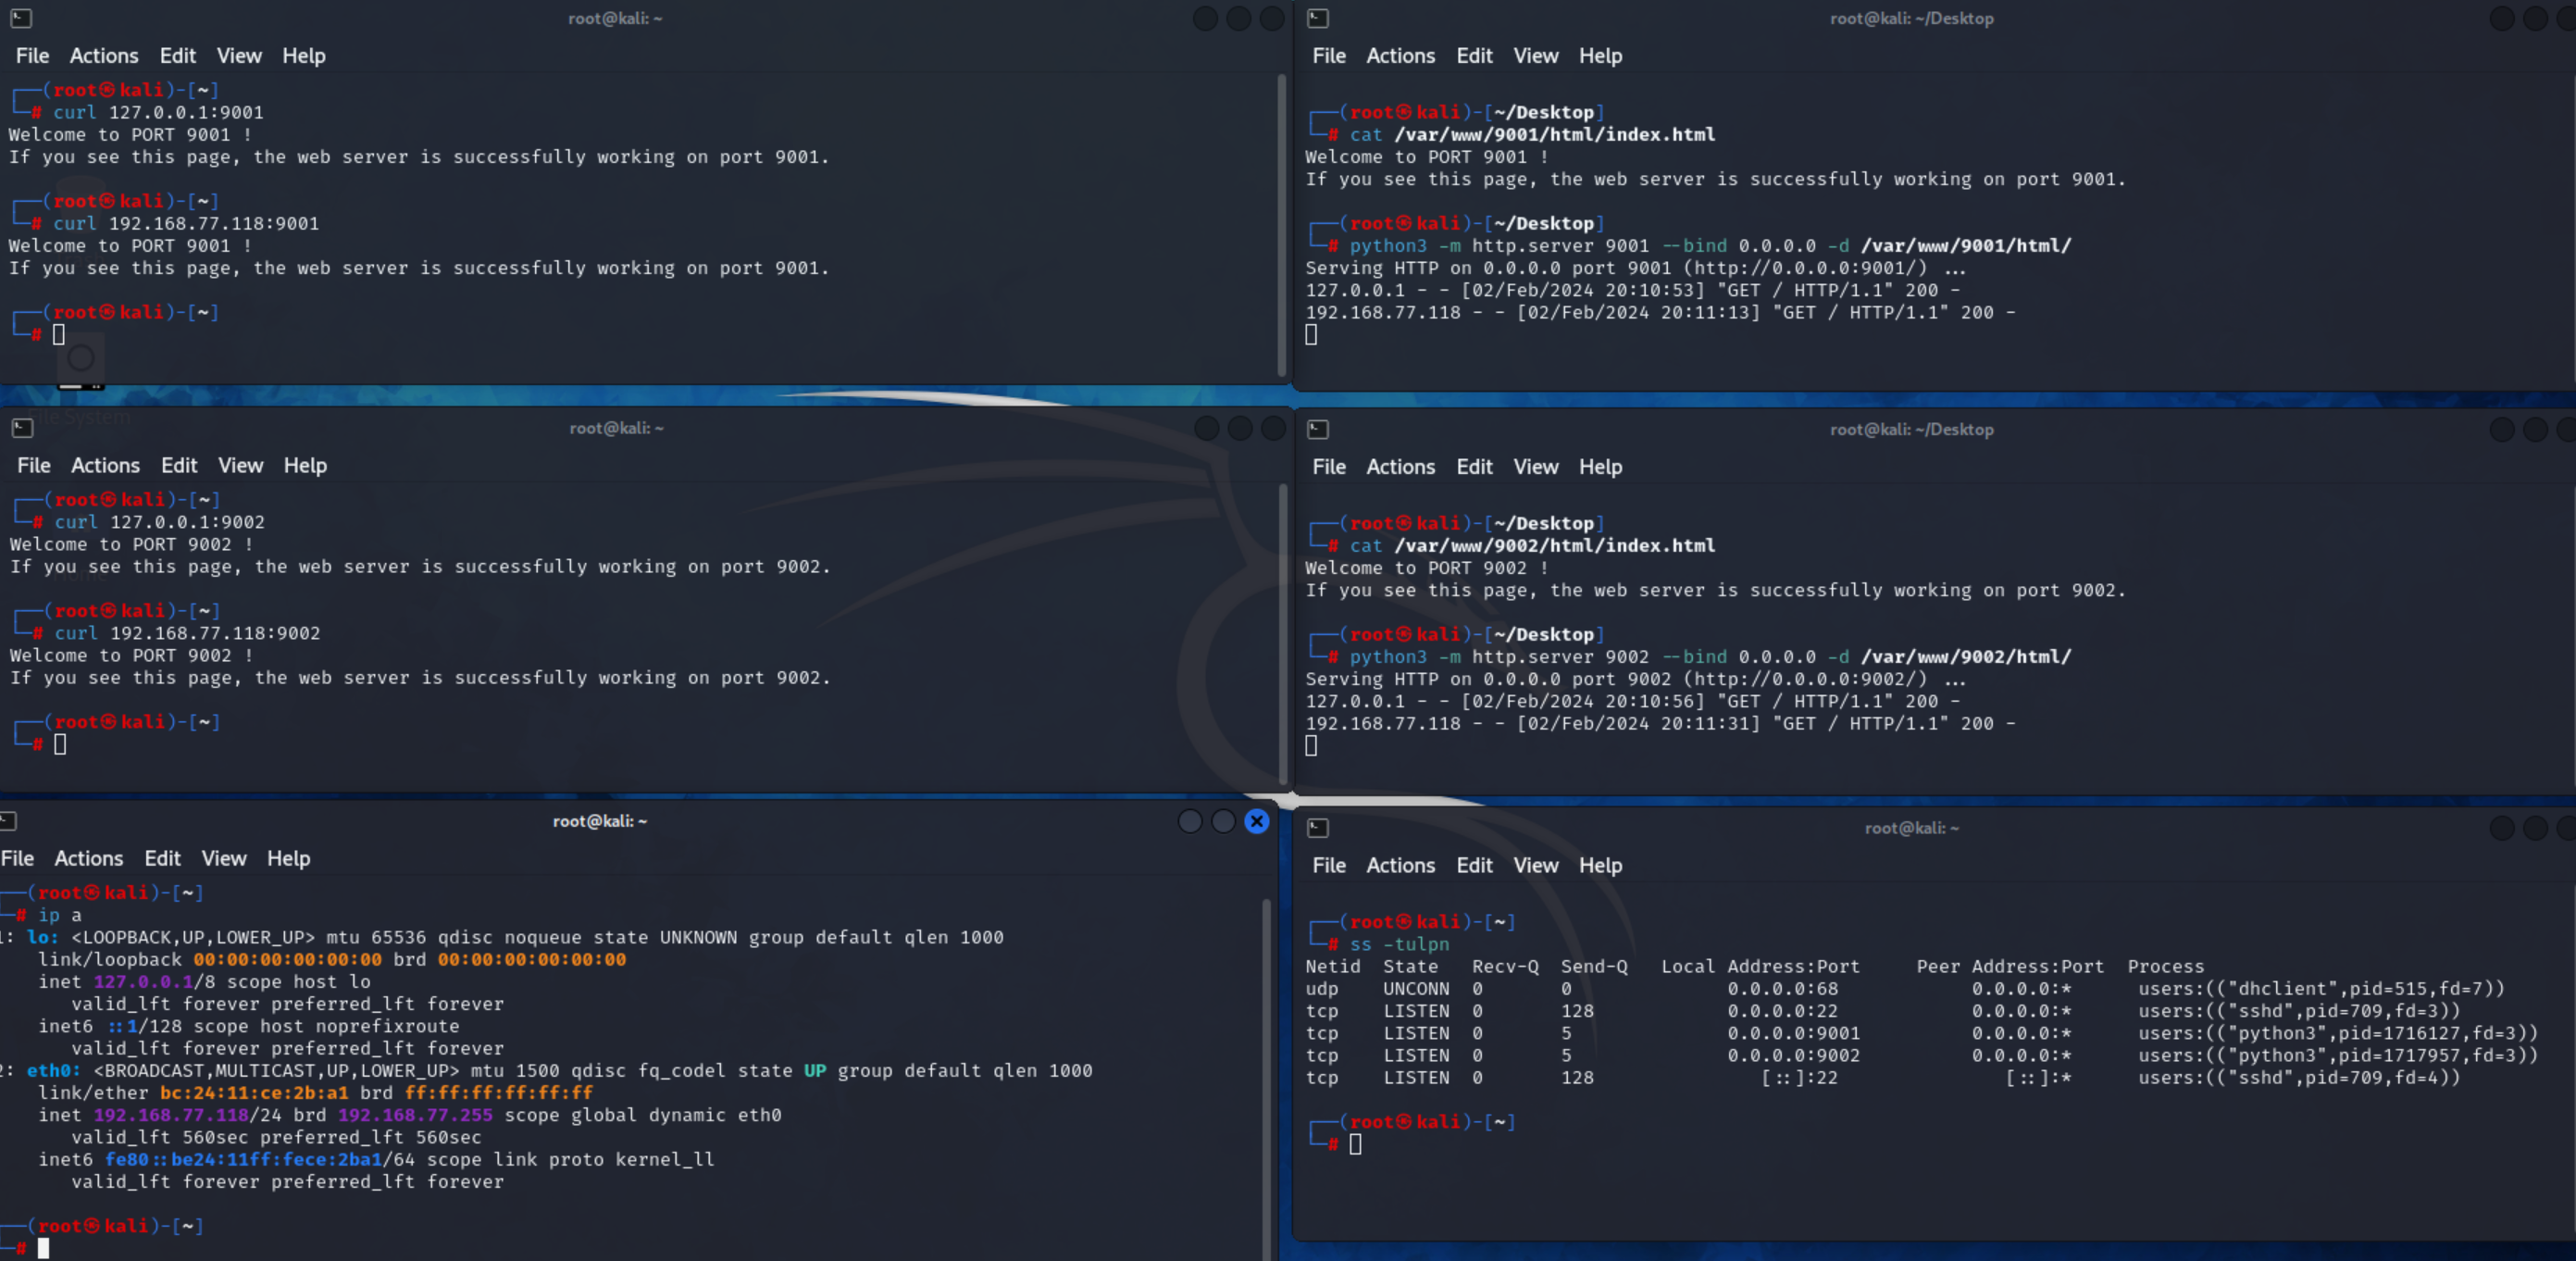 root@kali: ~
File Actions Edit View Help
┌──(root㉿kali)-[~]
└─# curl 127.0.0.1:9001
Welcome to PORT 9001 !
If you see this page, the web server is successfully working on port 9001.
┌──(root㉿kali)-[~]
└─# curl 192.168.77.118:9001
Welcome to PORT 9001 !
If you see this page, the web server is successfully working on port 9001.
┌──(root㉿kali)-[~]
└─#
root@kali: ~/Desktop
File Actions Edit View Help
┌──(root㉿kali)-[~/Desktop]
└─# cat /var/www/9001/html/index.html
Welcome to PORT 9001 !
If you see this page, the web server is successfully working on port 9001.
┌──(root㉿kali)-[~/Desktop]
└─# python3 -m http.server 9001 --bind 0.0.0.0 -d /var/www/9001/html/
Serving HTTP on 0.0.0.0 port 9001 (http://0.0.0.0:9001/) ...
127.0.0.1 - - [02/Feb/2024 20:10:53] "GET / HTTP/1.1" 200 -
192.168.77.118 - - [02/Feb/2024 20:11:13] "GET / HTTP/1.1" 200 -
File System
Home
root@kali: ~
File Actions Edit View Help
┌──(root㉿kali)-[~]
└─# curl 127.0.0.1:9002
Welcome to PORT 9002 !
If you see this page, the web server is successfully working on port 9002.
┌──(root㉿kali)-[~]
└─# curl 192.168.77.118:9002
Welcome to PORT 9002 !
If you see this page, the web server is successfully working on port 9002.
┌──(root㉿kali)-[~]
└─#
root@kali: ~/Desktop
File Actions Edit View Help
┌──(root㉿kali)-[~/Desktop]
└─# cat /var/www/9002/html/index.html
Welcome to PORT 9002 !
If you see this page, the web server is successfully working on port 9002.
┌──(root㉿kali)-[~/Desktop]
└─# python3 -m http.server 9002 --bind 0.0.0.0 -d /var/www/9002/html/
Serving HTTP on 0.0.0.0 port 9002 (http://0.0.0.0:9002/) ...
127.0.0.1 - - [02/Feb/2024 20:10:56] "GET / HTTP/1.1" 200 -
192.168.77.118 - - [02/Feb/2024 20:11:31] "GET / HTTP/1.1" 200 -
root@kali: ~
File Actions Edit View Help
──(root㉿kali)-[~]
─# ip a
1: lo: <LOOPBACK,UP,LOWER_UP> mtu 65536 qdisc noqueue state UNKNOWN group default qlen 1000
link/loopback 00:00:00:00:00:00 brd 00:00:00:00:00:00
inet 127.0.0.1/8 scope host lo
valid_lft forever preferred_lft forever
inet6 ::1/128 scope host noprefixroute
valid_lft forever preferred_lft forever
2: eth0: <BROADCAST,MULTICAST,UP,LOWER_UP> mtu 1500 qdisc fq_codel state UP group default qlen 1000
link/ether bc:24:11:ce:2b:a1 brd ff:ff:ff:ff:ff:ff
inet 192.168.77.118/24 brd 192.168.77.255 scope global dynamic eth0
valid_lft 560sec preferred_lft 560sec
inet6 fe80::be24:11ff:fece:2ba1/64 scope link proto kernel_ll
valid_lft forever preferred_lft forever
──(root㉿kali)-[~]
─#
root@kali: ~
File Actions Edit View Help
┌──(root㉿kali)-[~]
└─# ss -tulpn
Netid State Recv-Q Send-Q Local Address:Port Peer Address:Port Process
udp UNCONN 0 0 0.0.0.0:68 0.0.0.0:* users:(("dhclient",pid=515,fd=7))
tcp LISTEN 0 128 0.0.0.0:22 0.0.0.0:* users:(("sshd",pid=709,fd=3))
tcp LISTEN 0 5 0.0.0.0:9001 0.0.0.0:* users:(("python3",pid=1716127,fd=3))
tcp LISTEN 0 5 0.0.0.0:9002 0.0.0.0:* users:(("python3",pid=1717957,fd=3))
tcp LISTEN 0 128 [::]:22 [::]:* users:(("sshd",pid=709,fd=4))
┌──(root㉿kali)-[~]
└─#